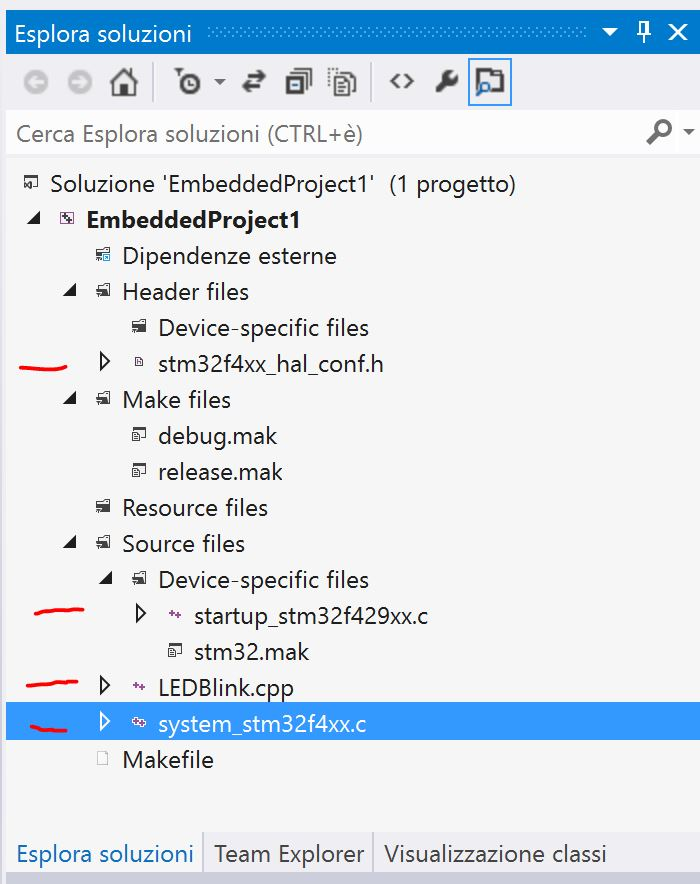 Esplora soluzioni
Cerca Esplora soluzioni (CTRL+è)
Soluzione 'EmbeddedProject1' (1 progetto)
EmbeddedProject1
Dipendenze esterne
Header files
Device-specific files
stm32f4xx_hal_conf.h
Make files
debug.mak
release.mak
Resource files
Source files
Device-specific files
startup_stm32f429xx.c
stm32.mak
LEDBlink.cpp
system_stm32f4xx.c
Makefile
Esplora soluzioni Team Explorer Visualizzazione classi